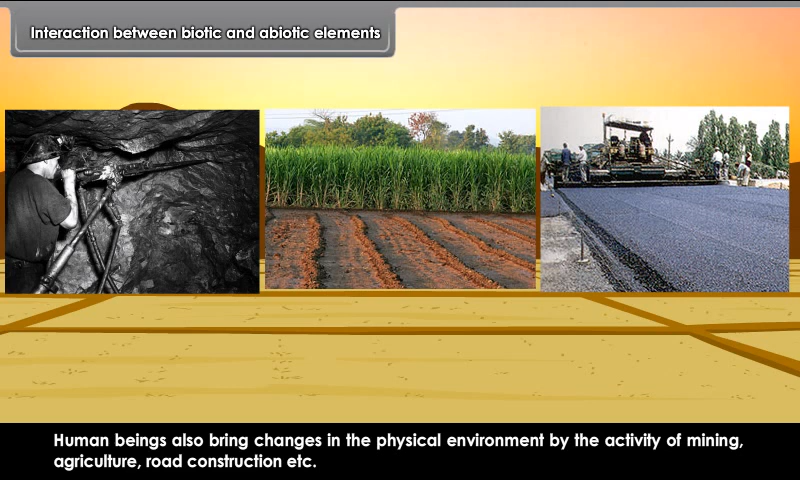 Interaction between biotic and abiotic elements
Human beings also bring changes in the physical environment by the activity of mining,
agriculture, road construction etc.